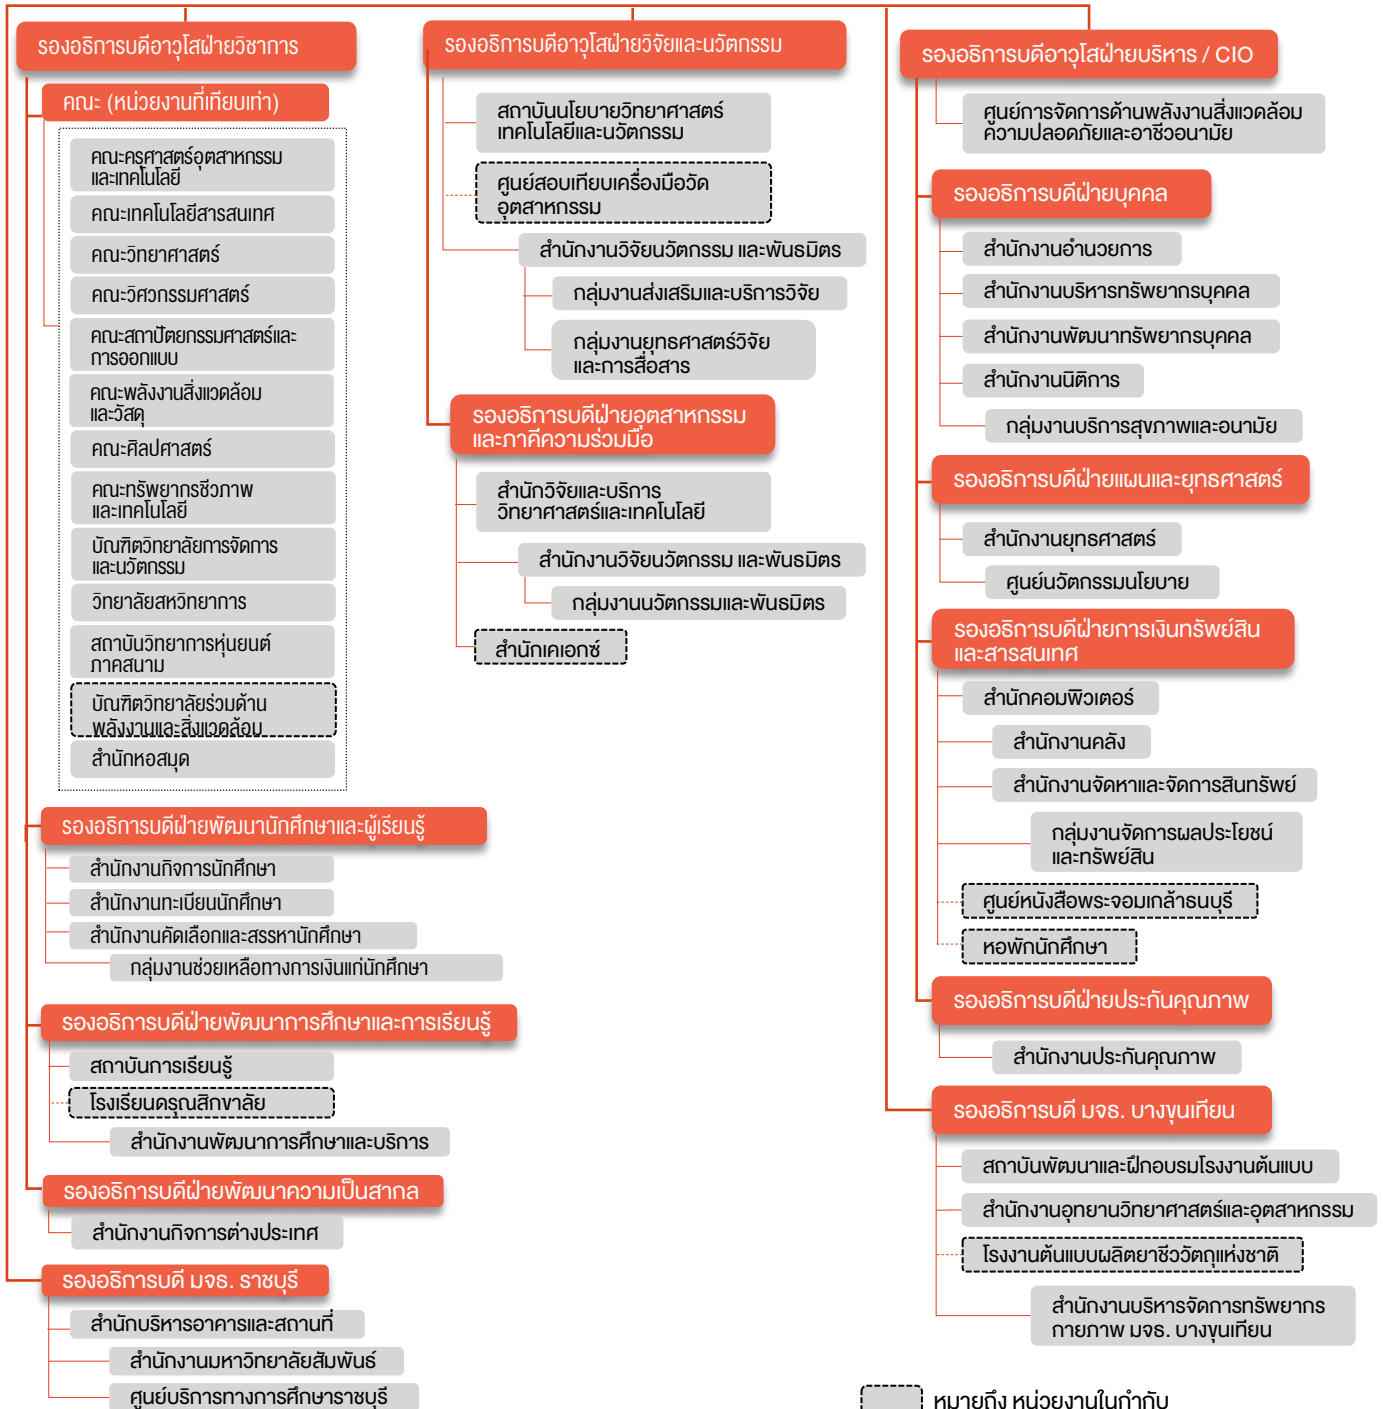 รองอธิการบดีอาวุโสฝ่ายวิชาการ
คณะ (หน่วยงานที่เทียบเท่า)
คณะครุศาสตร์อุตสาหกรรม
และเทคโนโลยี
คณะเทคโนโลยีสารสนเทศ
คณะวิทยาศาสตร์
คณะวิศวกรรมศาสตร์
คณะสถาปัตยกรรมศาสตร์และ
การออกแบบ
คณะพลังงานสิ่งแวดล้อม
และวัสดุ
คณะศิลปศาสตร์
คณะทรัพยากรชีวภาพ
และเทคโนโลยี
บัณฑิตวิทยาลัยการจัดการ
และนวัตกรรม
วิทยาลัยสหวิทยาการ
สถาบันวิทยาการหุ่นยนต์
ภาคสนาม
บัณฑิตวิทยาลัยร่วมด้าน
พลังงานและสิ่งแวดล้อม
สำนักหอสมุด
รองอธิการบดีฝ่ายพัฒนานักศึกษาและผู้เรียนรู้
สำนักงานกิจการนักศึกษา
สำนักงานทะเบียนนักศึกษา
สำนักงานคัดเลือกและสรรหานักศึกษา
กลุ่มงานช่วยเหลือทางการเงินแก่นักศึกษา
รองอธิการบดีฝ่ายพัฒนาการศึกษาและการเรียนรู้
สถาบันการเรียนรู้
โรงเรียนดรุณสิกขาลัย
สำนักงานพัฒนาการศึกษาและบริการ
รองอธิการบดีฝ่ายพัฒนาความเป็นสากล
สำนักงานกิจการต่างประเทศ
รองอธิการบดี มจธ. ราชบุรี
สำนักบริหารอาคารและสถานที่
สำนักงานมหาวิทยาลัยสัมพันธ์
ศูนย์บริการทางการศึกษาราชบุรี
รองอธิการบดีอาวุโสฝ่ายวิจัยและนวัตกรรม
สถาบันนโยบายวิทยาศาสตร์
เทคโนโลยีและนวัตกรรม
ศูนย์สอบเทียบเครื่องมือวัด
อุตสาหกรรม
สำนักงานวิจัยนวัตกรรม และพันธมิตร
กลุ่มงานส่งเสริมและบริการวิจัย
กลุ่มงานยุทธศาสตร์วิจัย
และการสื่อสาร
รองอธิการบดีฝ่ายอุตสาหกรรม
และภาคีความร่วมมือ
สำนักวิจัยและบริการ
วิทยาศาสตร์และเทคโนโลยี
สำนักงานวิจัยนวัตกรรม และพันธมิตร
กลุ่มงานนวัตกรรมและพันธมิตร
สำนักเคเอกซ์
รองอธิการบดีอาวุโสฝ่ายบริหาร / CIO
ศูนย์การจัดการด้านพลังงานสิ่งแวดล้อม
ความปลอดภัยและอาชีวอนามัย
รองอธิการบดีฝ่ายบุคคล
สำนักงานอำนวยการ
สำนักงานบริหารทรัพยากรบุคคล
สำนักงานพัฒนาทรัพยากรบุคคล
สำนักงานนิติการ
กลุ่มงานบริการสุขภาพและอนามัย
รองอธิการบดีฝ่ายแผนและยุทธศาสตร์
สำนักงานยุทธศาสตร์
ศูนย์นวัตกรรมนโยบาย
รองอธิการบดีฝ่ายการเงินทรัพย์สิน
และสารสนเทศ
สำนักคอมพิวเตอร์
สำนักงานคลัง
สำนักงานจัดหาและจัดการสินทรัพย์
กลุ่มงานจัดการผลประโยชน์
และทรัพย์สิน
ศูนย์หนังสือพระจอมเกล้าธนบุรี
หอพักนักศึกษา
รองอธิการบดีฝ่ายประกันคุณภาพ
สำนักงานประกันคุณภาพ
รองอธิการบดี มจธ. บางขุนเทียน
สถาบันพัฒนาและฝึกอบรมโรงงานต้นแบบ
สำนักงานอุทยานวิทยาศาสตร์และอุตสาหกรรม
โรงงานต้นแบบผลิตยาชีววัตถุแห่งชาติ
สำนักงานบริหารจัดการทรัพยากร
กายภาพ มจธ. บางขุนเทียน
หมายถึง หน่วยงานในกำกับ